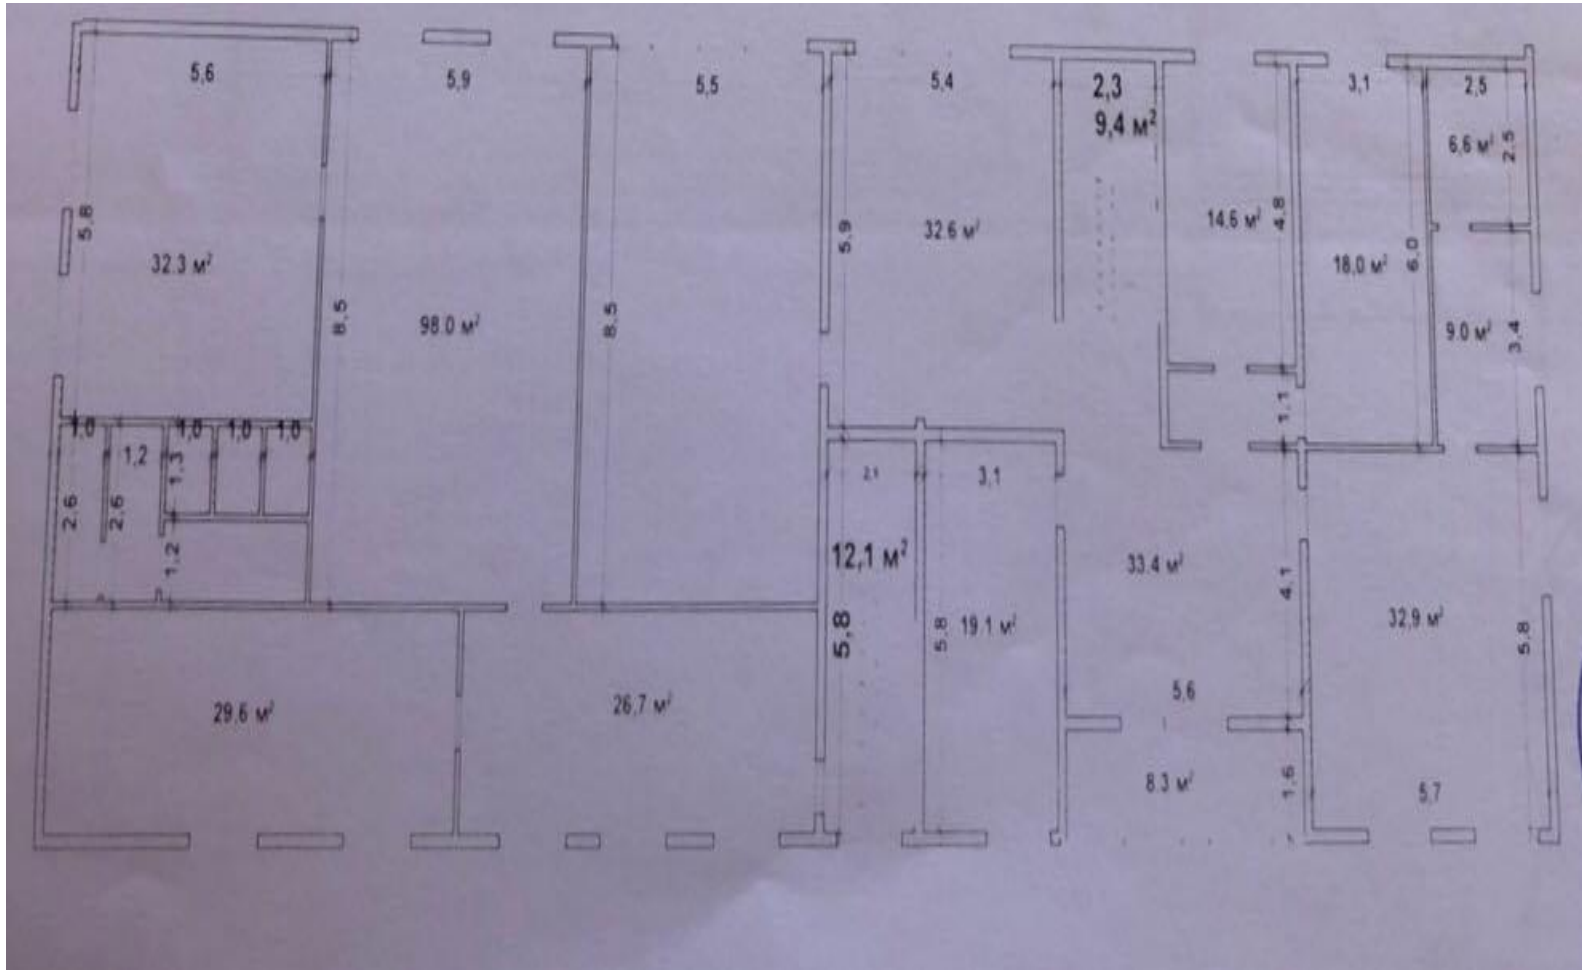 5,6
5,9
5,5
5,4
2,3
9,4 м²
3,1
2,5
6,6 м²
2,5
5,8
32.3 м²
8,5
98.0 м²
8,5
5,9
32.6 м²
14.6 м²
4,8
18,0 м²
6,0
9.0 м²
3,4
1,1
1,0
1,2
1,0
1,0
1,0
1,3
2,6
2,6
1,2
2,1
3,1
12,1 м²
5,8
5,8
19.1 м²
33.4 м²
4,1
32,9 м²
5,8
29.6 м²
26,7 м²
5,6
8.3 м²
1,6
5,7